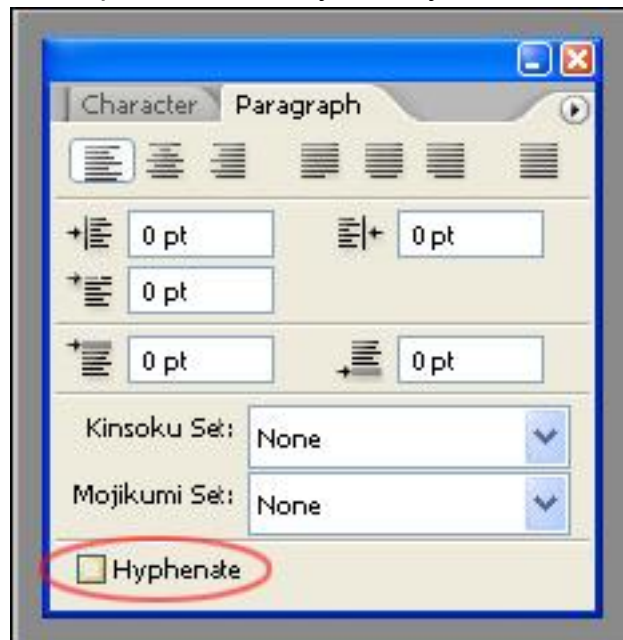 Character Paragraph
0 pt 0 pt
0 pt
0 pt 0 pt
Kinsoku Set: None
Mojikumi Set: None
Hyphenate